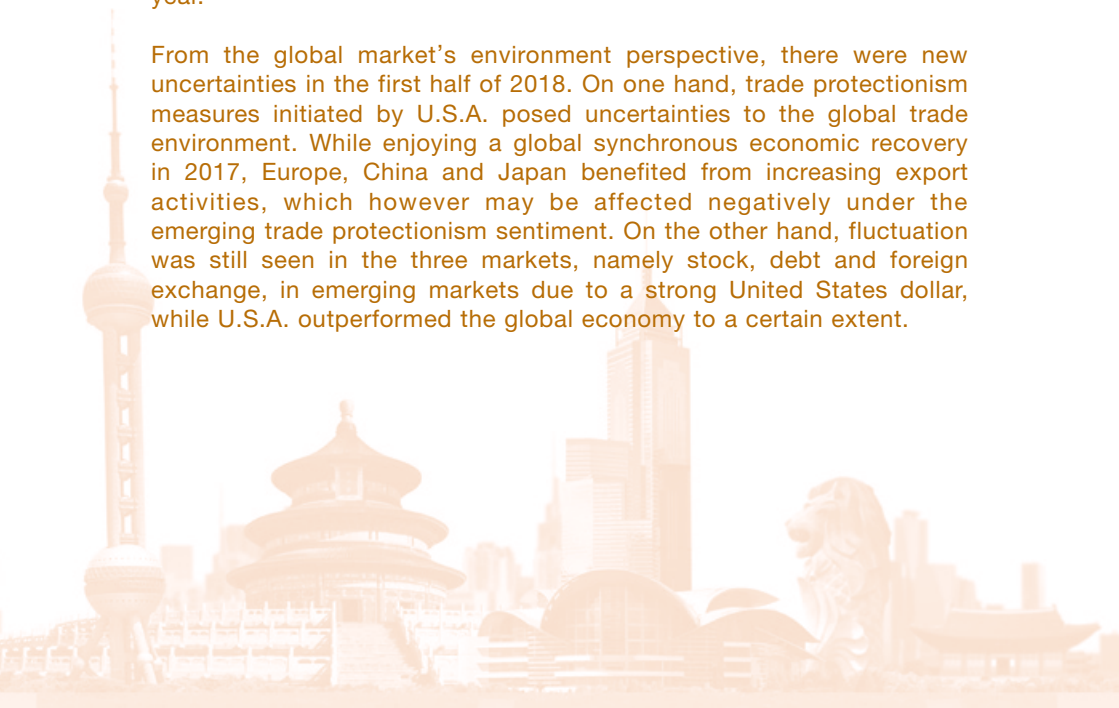 year.
From the global market's environment perspective, there were new
uncertainties in the first half of 2018. On one hand, trade protectionism
measures initiated by U.S.A. posed uncertainties to the global trade
environment. While enjoying a global synchronous economic recovery
in 2017, Europe, China and Japan benefited from increasing export
activities, which however may be affected negatively under the
emerging trade protectionism sentiment. On the other hand, fluctuation
was still seen in the three markets, namely stock, debt and foreign
exchange, in emerging markets due to a strong United States dollar,
while U.S.A. outperformed the global economy to a certain extent.